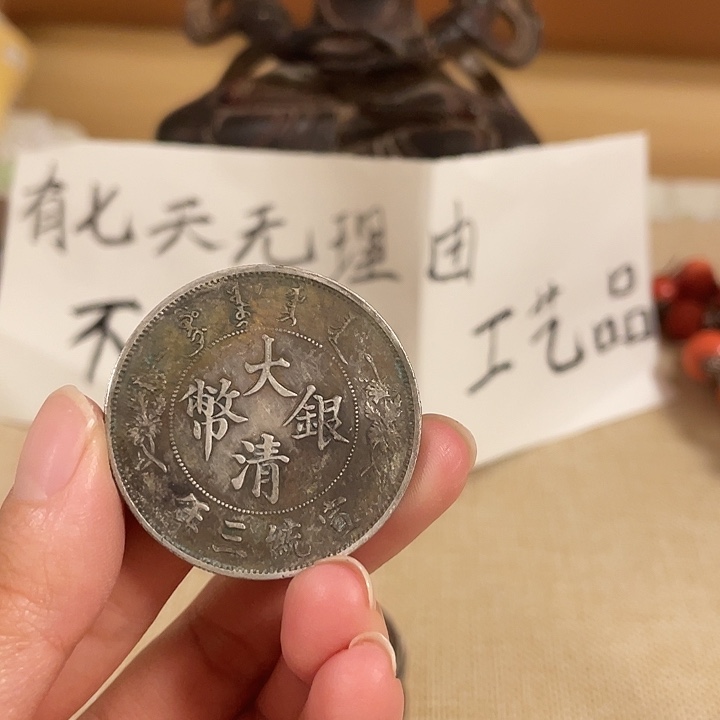 有七天无理由
不 工艺品
大清銀幣
宣統三年